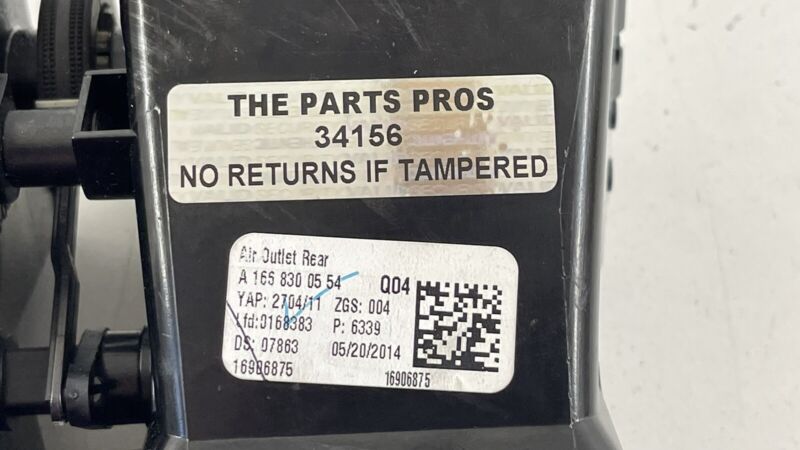 THE PARTS PROS
34156
NO RETURNS IF TAMPERED
Air Outlet Rear
A 166 830 05 54 Q04
YAP: 2704/11 ZGS: 004
Lfd:0168383 P: 6339
DS: 07863 05/20/2014
16906875 16906875